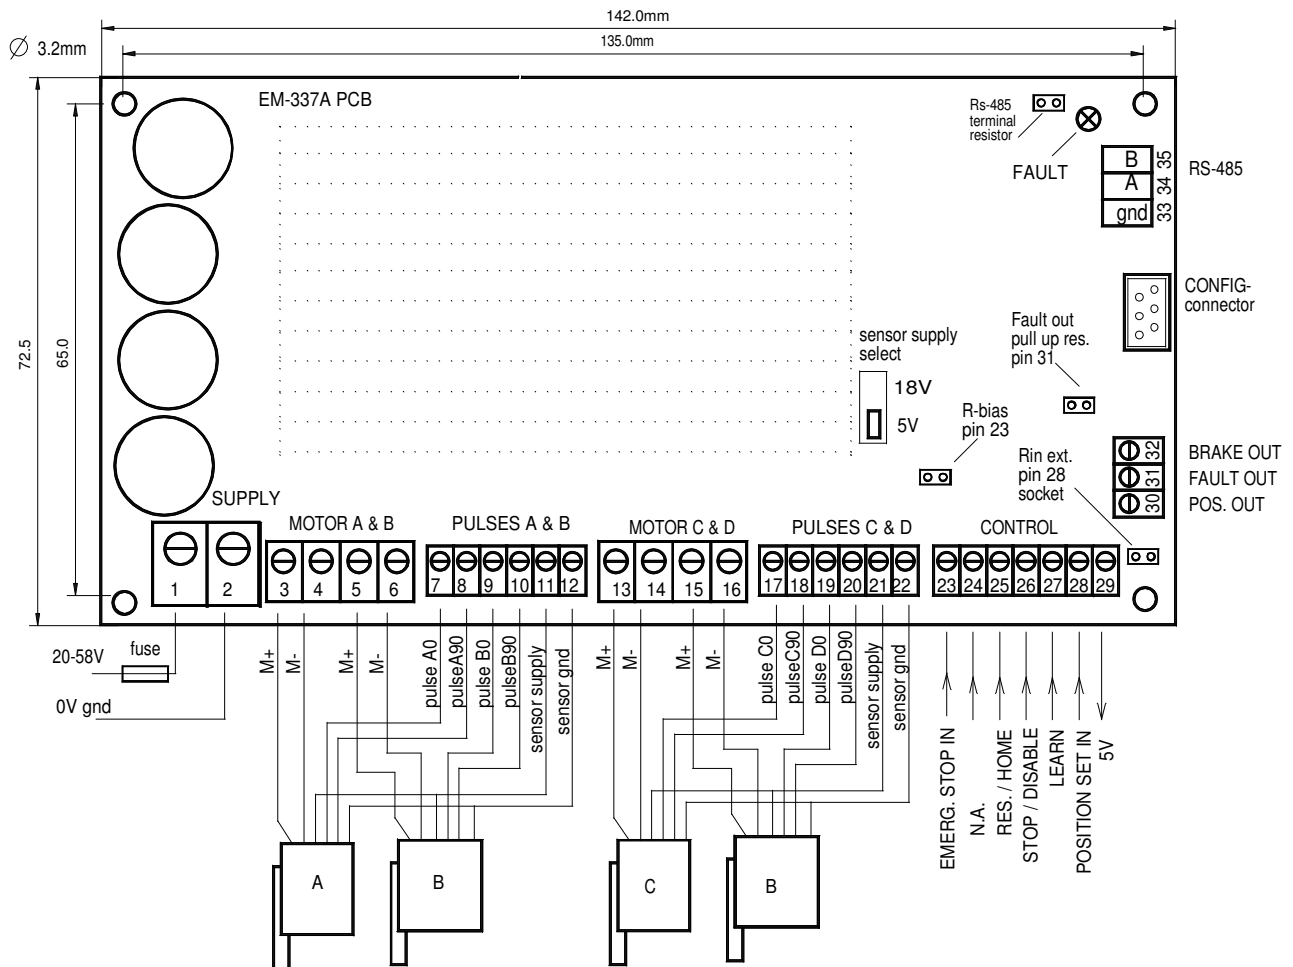 142.0mm
Ø 3.2mm
135.0mm
EM-337A PCB
Rs-485
terminal
resistor
FAULT
B 35
A 34
gnd 33
RS-485
CONFIG-
connector
72.5
65.0
Fault out
pull up res.
pin 31
sensor supply
select
18V
5V
R-bias
pin 23
Rin ext.
pin 28
socket
32 BRAKE OUT
31 FAULT OUT
30 POS. OUT
SUPPLY
MOTOR A & B
PULSES A & B
MOTOR C & D
PULSES C & D
CONTROL
1 2 3 4 5 6 7 8 9 10 11 12 13 14 15 16 17 18 19 20 21 22 23 24 25 26 27 28 29
20-58V
fuse
0V gnd
M+
M-
M+
M-
pulse A0
pulseA90
pulse B0
pulseB90
sensor supply
sensor gnd
M+
M-
M+
M-
pulse C0
pulseC90
pulse D0
pulseD90
sensor supply
sensor gnd
EMERG. STOP IN
N.A.
RES. / HOME
STOP / DISABLE
LEARN
POSITION SET IN
5V
A
B
C
B